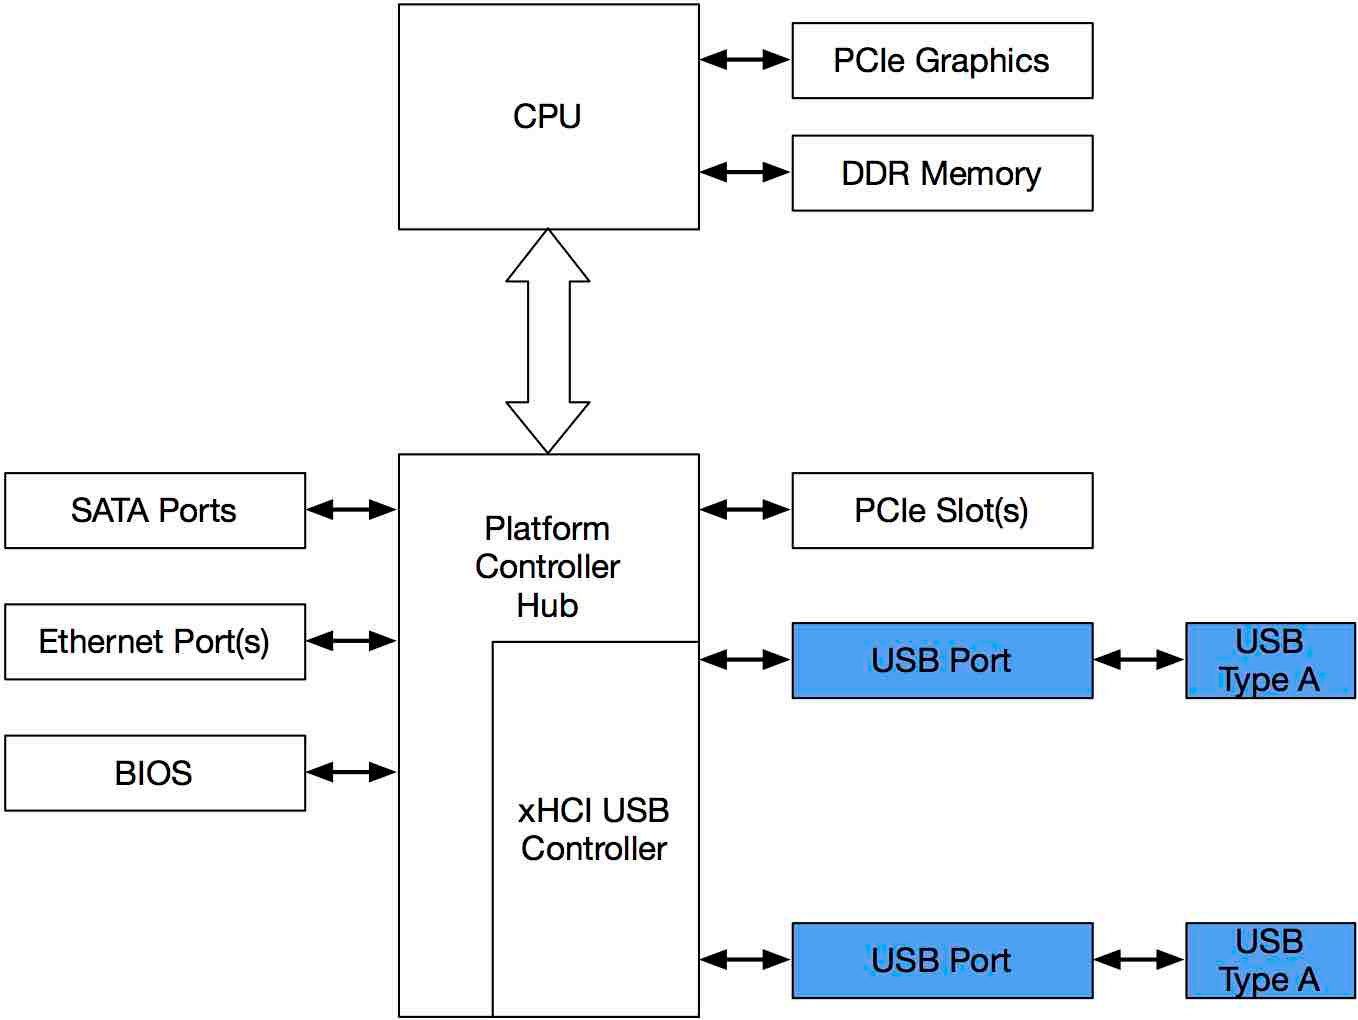 CPU
PCIe Graphics
DDR Memory
SATA Ports
Ethernet Port(s)
BIOS
Platform
Controller
Hub
xHCI USB
Controller
PCIe Slot(s)
USB Port
USB
Type A
USB Port
USB
Type A